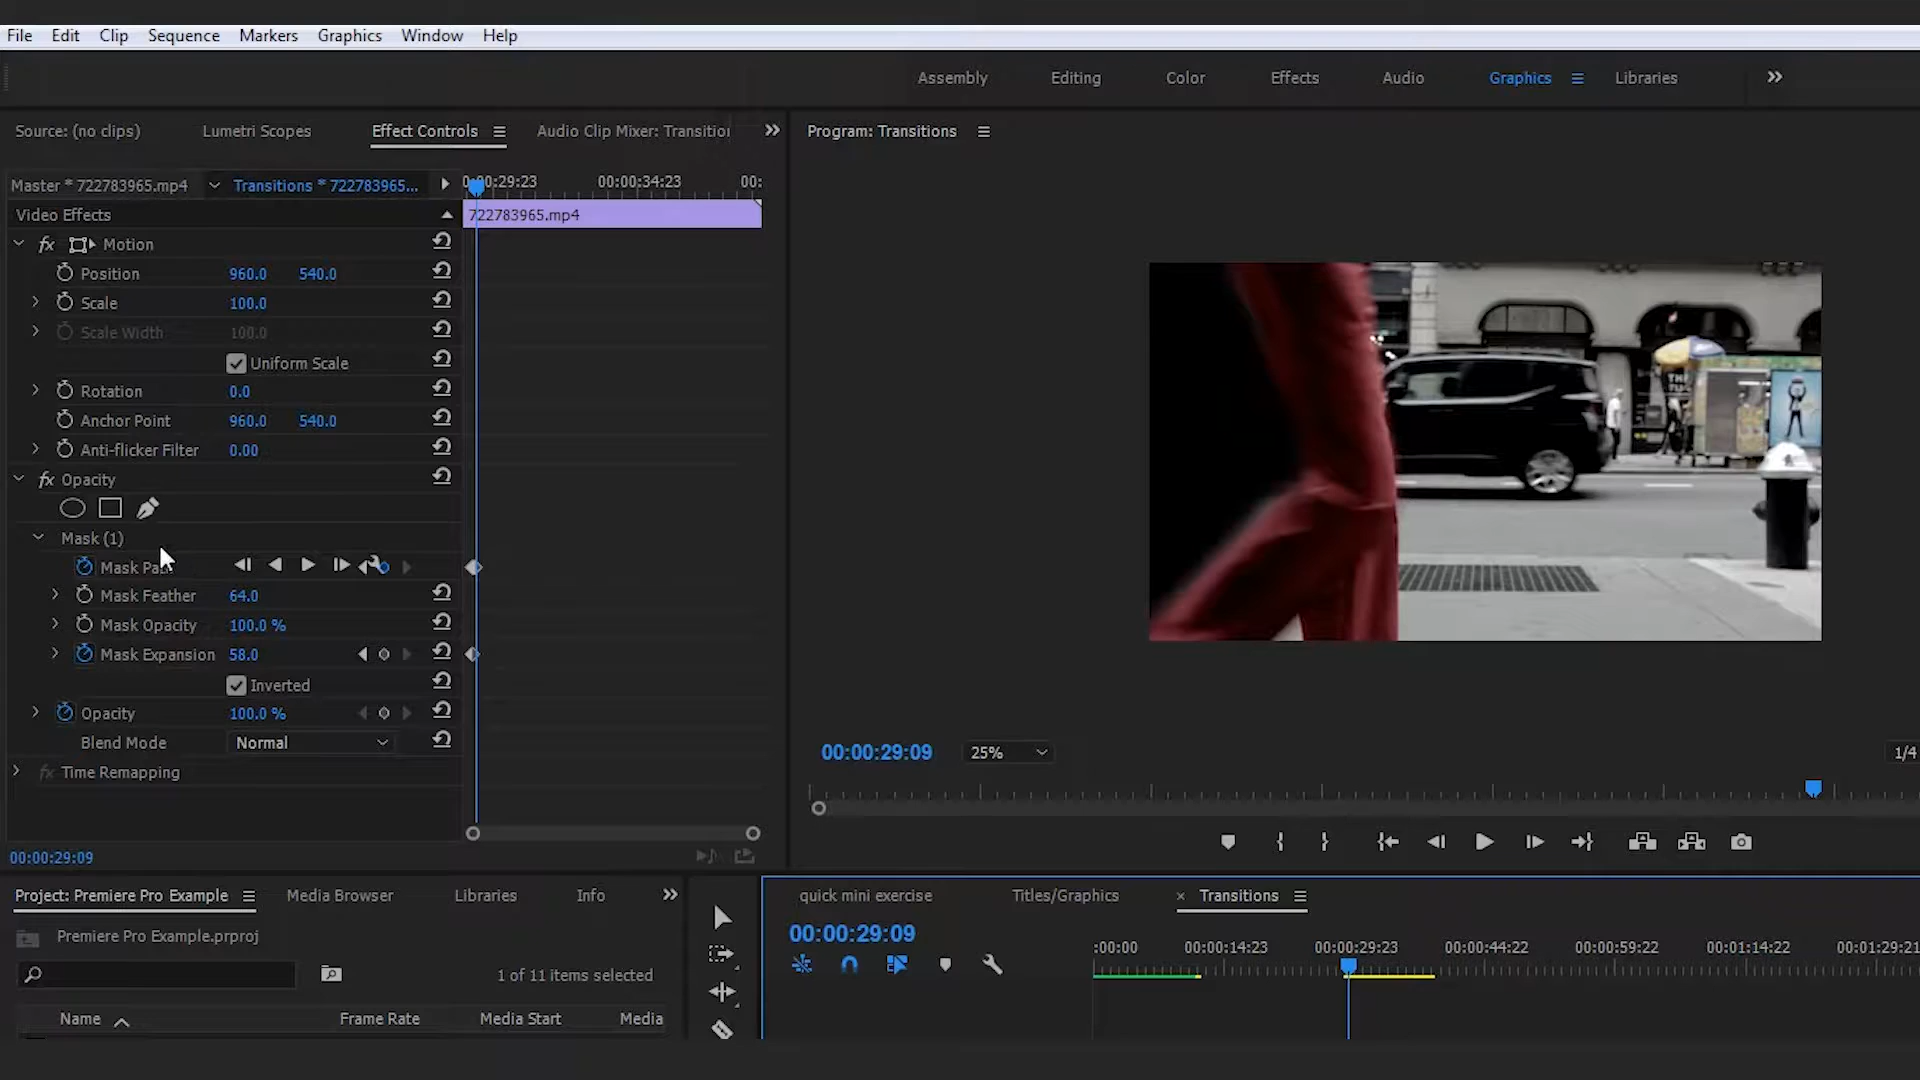 File Edit Clip Sequence Markers Graphics Window Help
Assembly Editing Color Effects Audio Graphics Libraries
Source: (no clips) Lumetri Scopes Effect Controls Audio Clip Mixer: Transitio
Program: Transitions
Master * 722783965.mp4 Transitions * 722783965...
:29:23 00:00:34:23 00:
Video Effects
722783965.mp4
fx Motion
Position 960.0 540.0
Scale 100.0
Scale Width 100.0
Uniform Scale
Rotation 0.0
Anchor Point 960.0 540.0
Anti-flicker Filter 0.00
fx Opacity
Mask (1)
Mask Pa
Mask Feather 64.0
Mask Opacity 100.0 %
Mask Expansion 58.0
Inverted
Opacity 100.0 %
Blend Mode Normal
fx Time Remapping
00:00:29:09
00:00:29:09 25% 1/4
Project: Premiere Pro Example Media Browser Libraries Info
Premiere Pro Example.prproj
1 of 11 items selected
Name Frame Rate Media Start Media
quick mini exercise Titles/Graphics × Transitions
00:00:29:09
:00:00 00:00:14:23 00:00:29:23 00:00:44:22 00:00:59:22 00:01:14:22 00:01:29:21